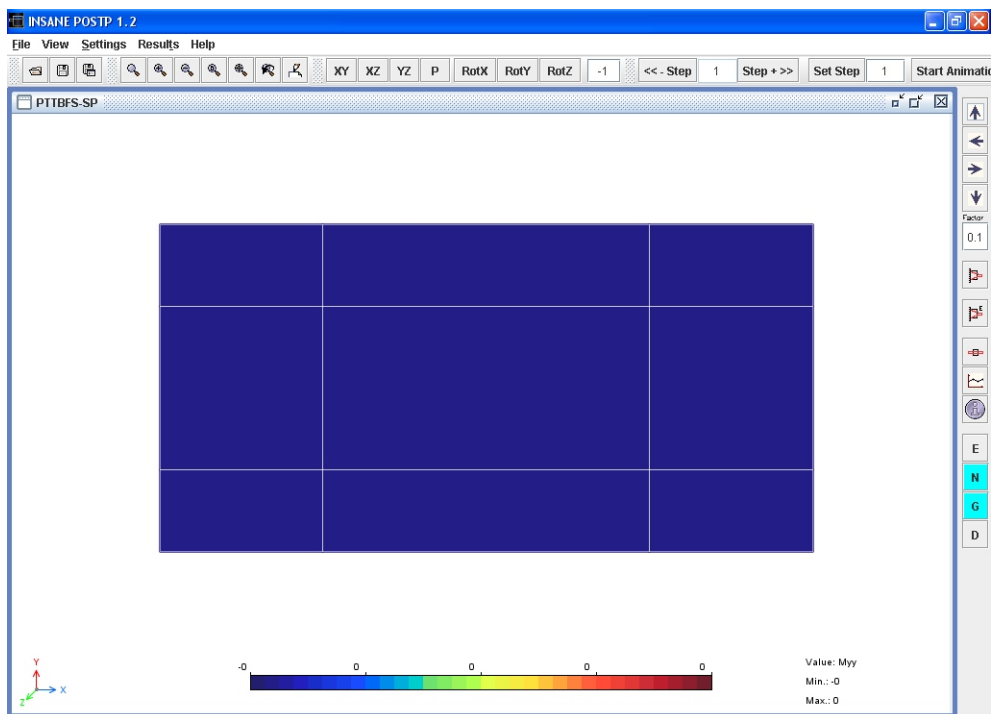 INSANE POSTP 1.2
File View Settings Results Help
XY XZ YZ P RotX RotY RotZ -1 << - Step 1 Step + >> Set Step 1 Start Animatic
PTTBFS-SP
Factor
0.1
E
E
N
G
D
Y
X
Z
-0 0 0 0 0
Value: Myy
Min.: -0
Max.: 0